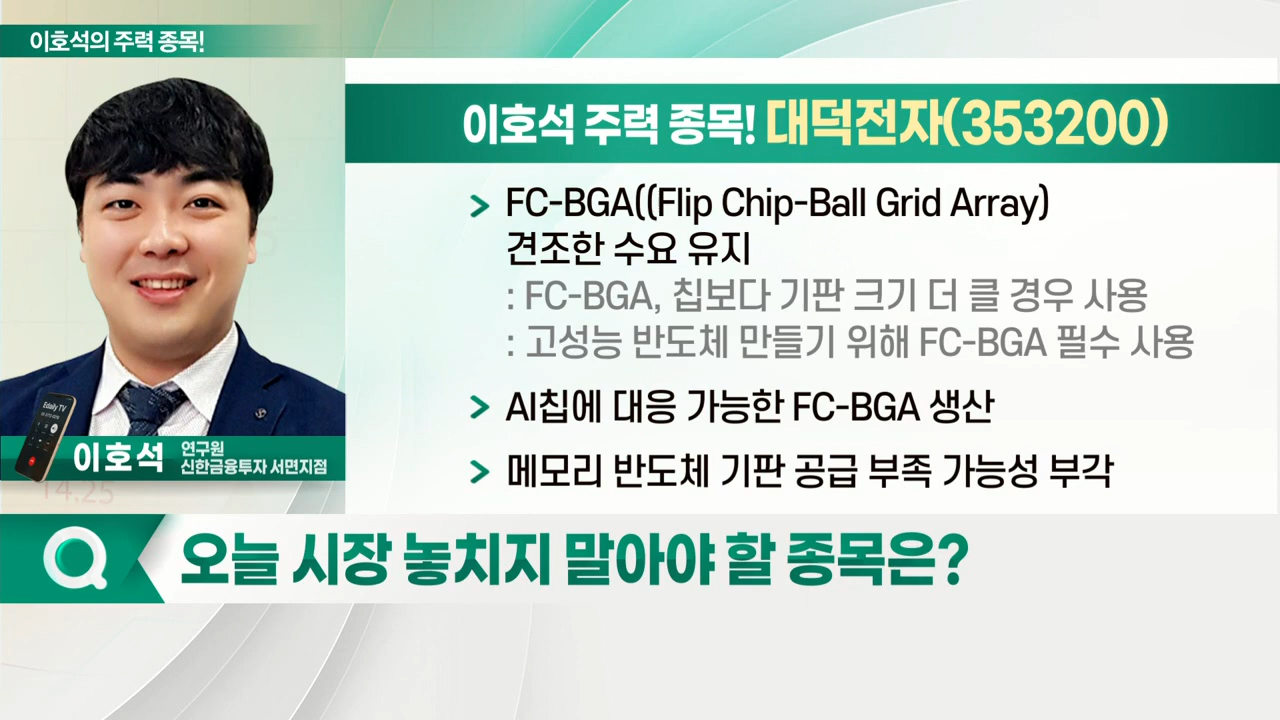 이호석의 주력 종목!
이호석 주력 종목! 대덕전자(353200)
FC-BGA((Flip Chip-Ball Grid Array)
견조한 수요 유지
: FC-BGA, 칩보다 기판 크기 더 클 경우 사용
: 고성능 반도체 만들기 위해 FC-BGA 필수 사용
AI칩에 대응 가능한 FC-BGA 생산
메모리 반도체 기판 공급 부족 가능성 부각
Edaily TV
이호석
연구원
신한금융투자 서면지점
14.25
Q 오늘 시장 놓치지 말아야 할 종목은?